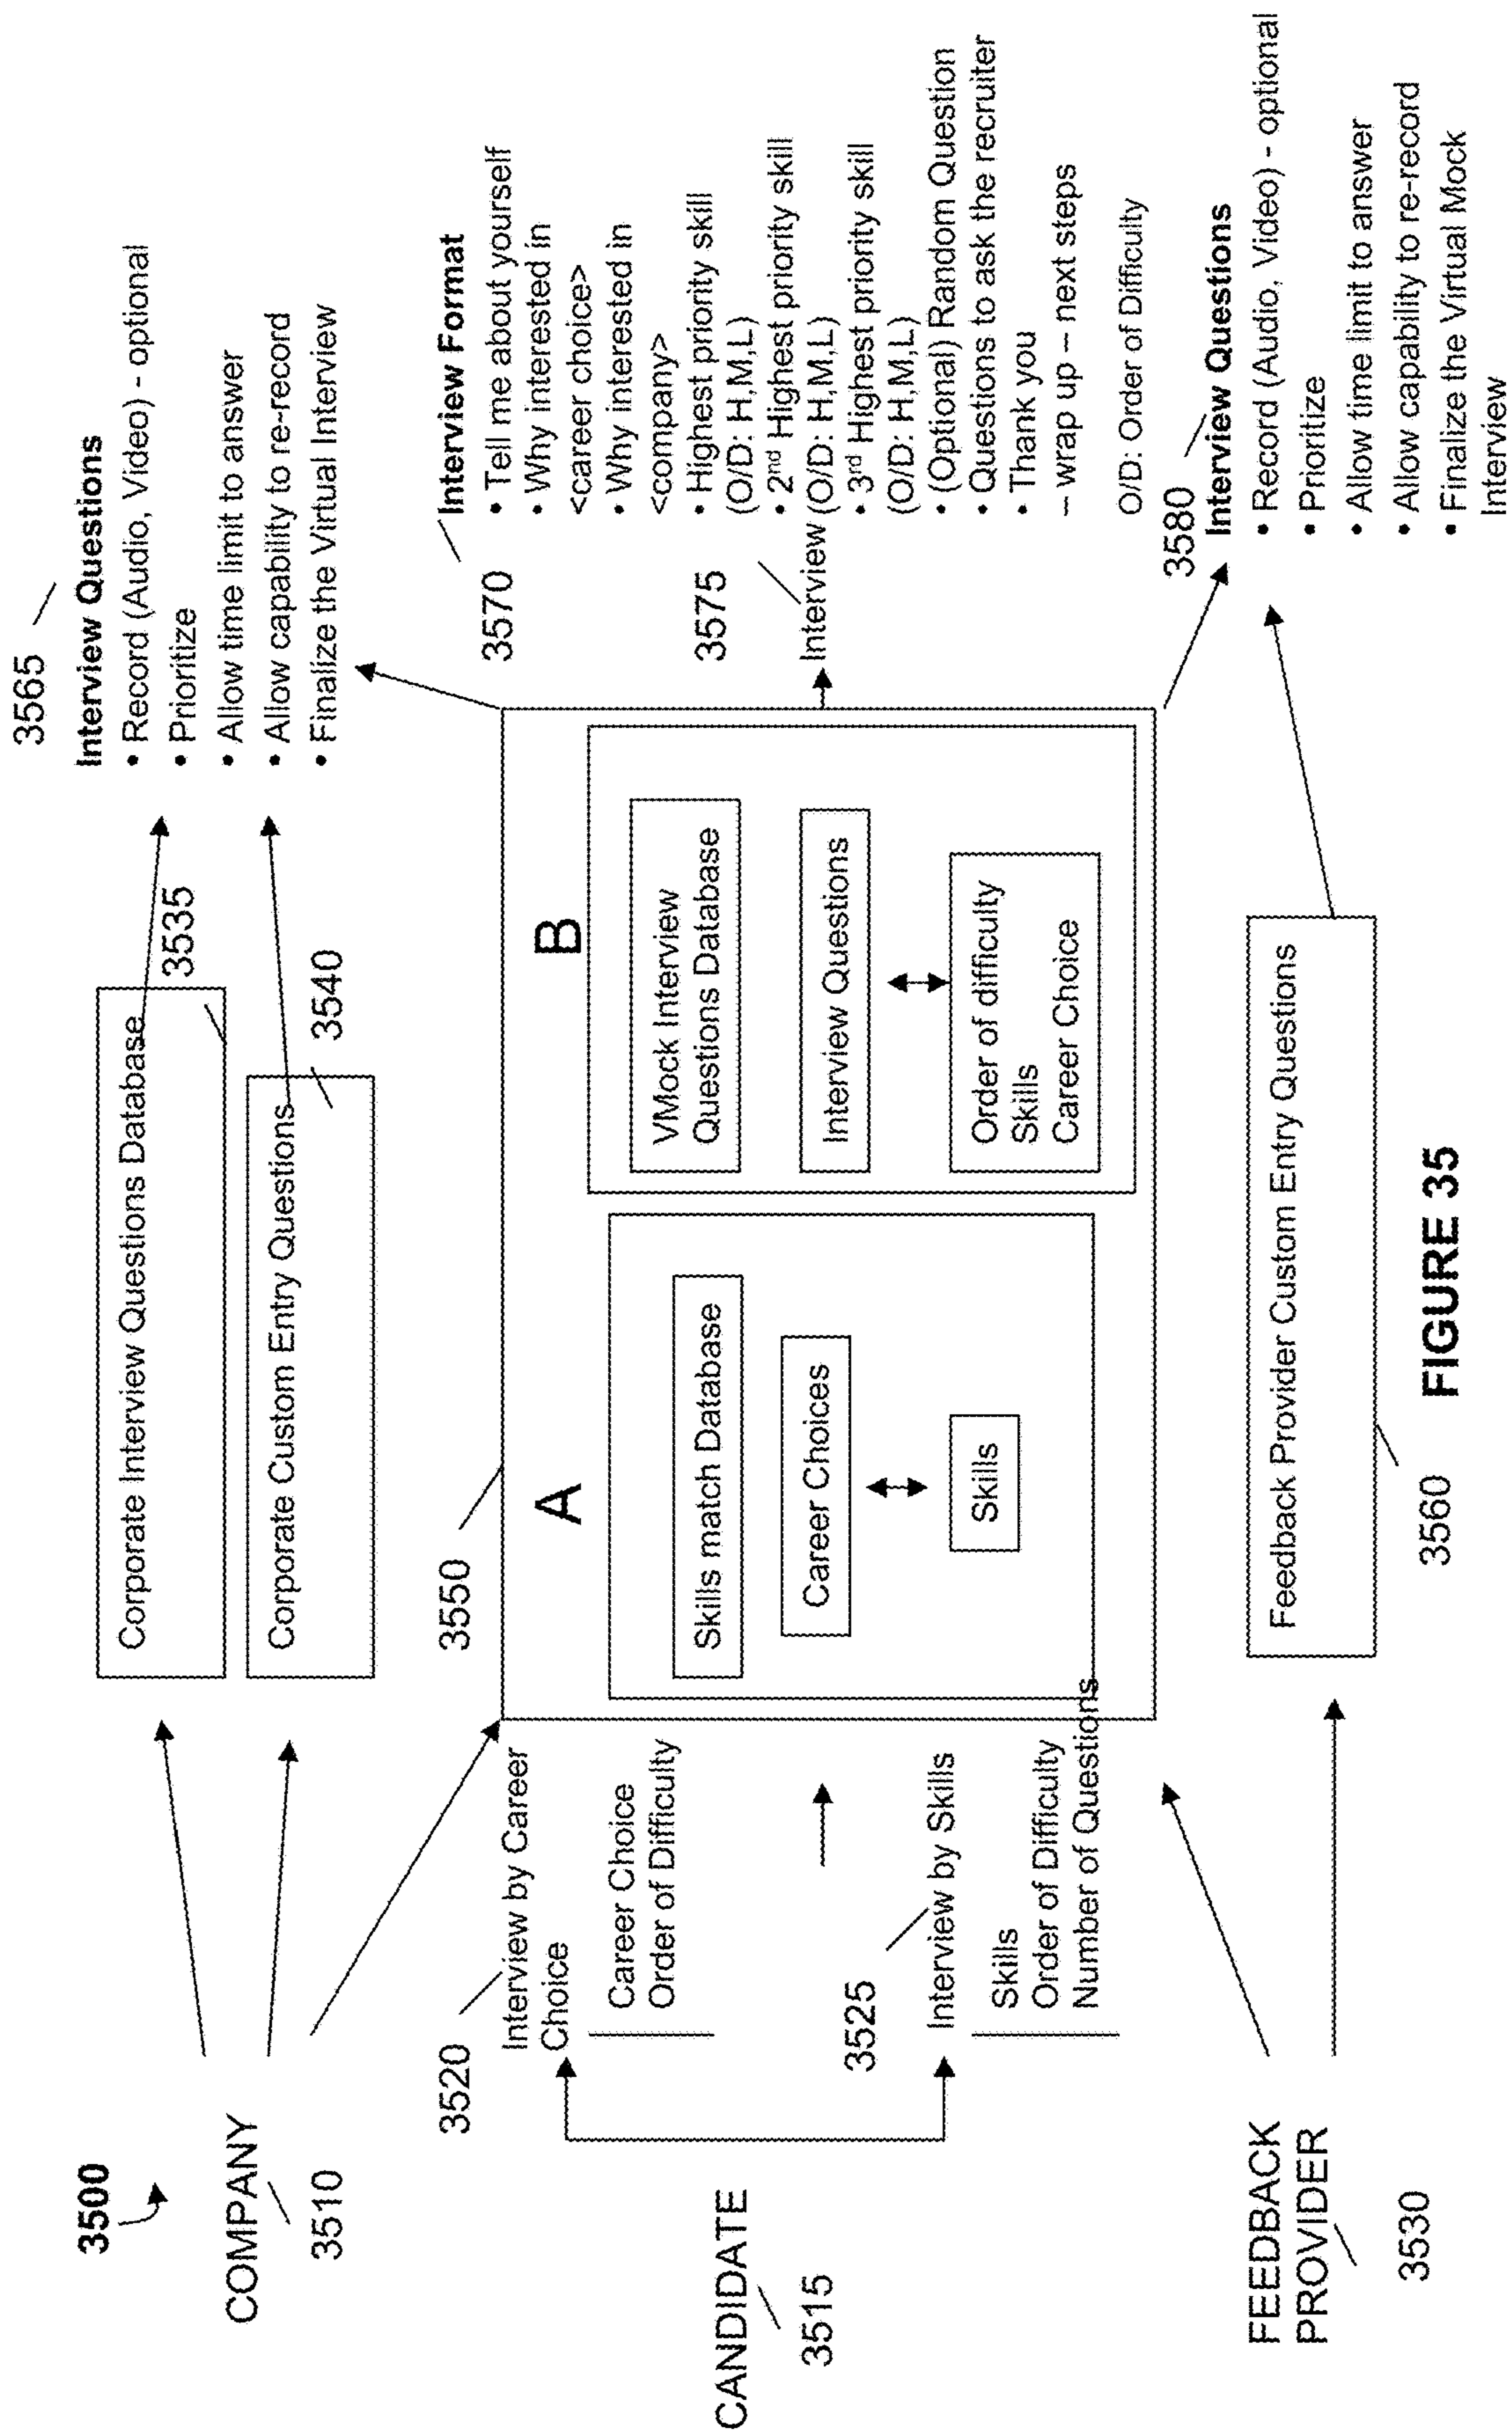 3500
COMPANY
3510
CANDIDATE
3515
FEEDBACK
PROVIDER
3530
3520
Interview by Career
Choice
Career Choice
Order of Difficulty
3525
Interview by Skills
Skills
Order of Difficulty
Number of Questions
Corporate Interview Questions Database
3535
Corporate Custom Entry Questions
3540
3550
A
Skills match Database
Career Choices
Skills
B
VMock Interview
Questions Database
Interview Questions
Order of difficulty
Skills
Career Choice
Feedback Provider Custom Entry Questions
3560
3565
Interview Questions
• Record (Audio, Video) - optional
• Prioritize
• Allow time limit to answer
• Allow capability to re-record
• Finalize the Virtual Interview
3570
Interview Format
• Tell me about yourself
• Why interested in
<career choice>
• Why interested in
<company>
• Highest priority skill
(O/D: H,M,L)
• 2nd Highest priority skill
(O/D: H,M,L)
• 3rd Highest priority skill
(O/D: H,M,L)
• (Optional) Random Question
• Questions to ask the recruiter
• Thank you
– wrap up – next steps
O/D: Order of Difficulty
3575
Interview
3580
Interview Questions
• Record (Audio, Video) - optional
• Prioritize
• Allow time limit to answer
• Allow capability to re-record
• Finalize the Virtual Mock
Interview
FIGURE 35